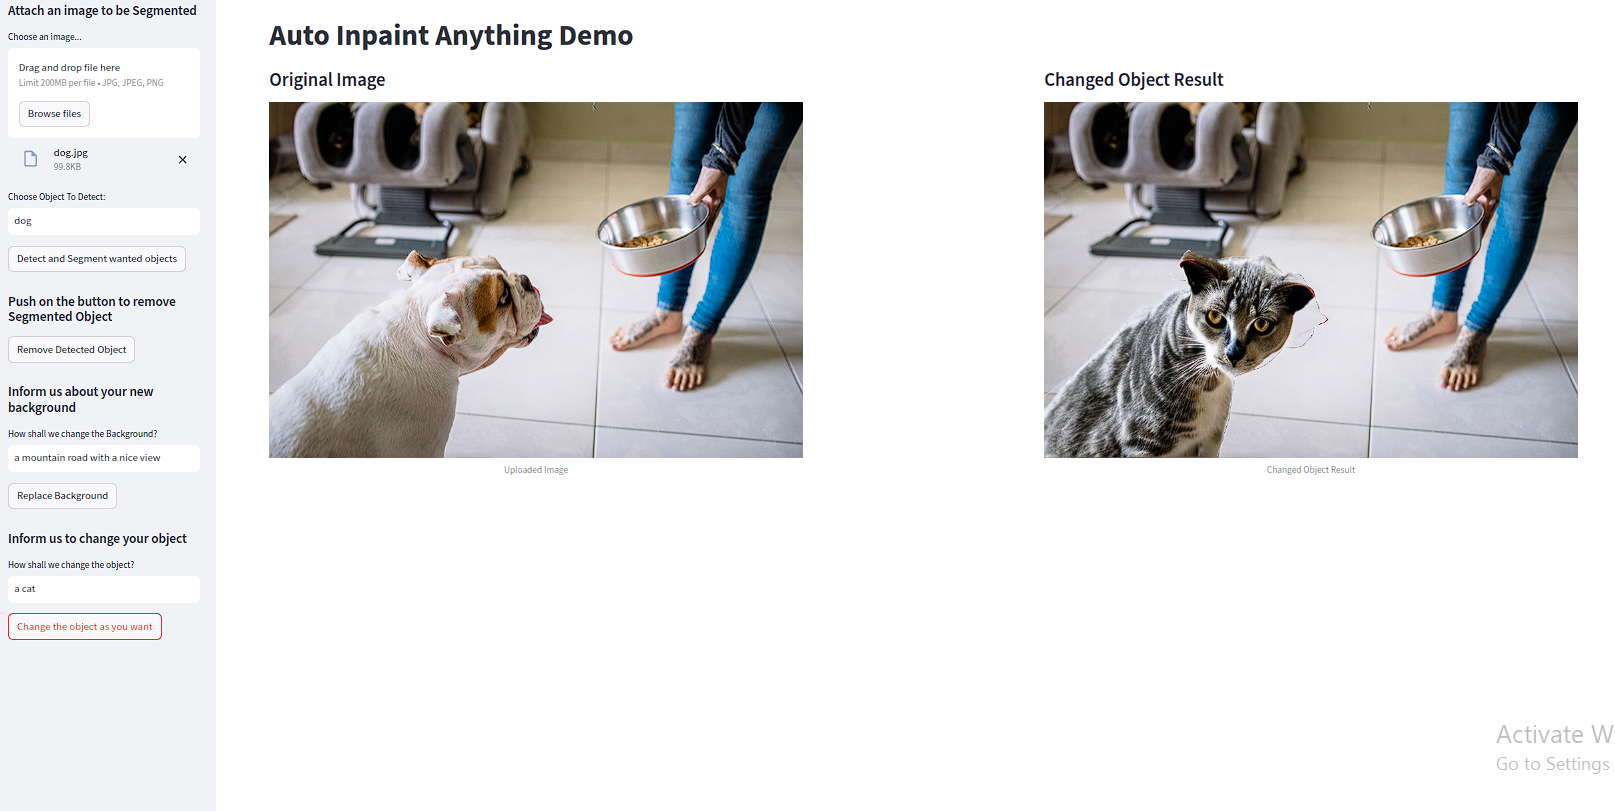 Attach an image to be Segmented
Choose an image...
Drag and drop file here
Limit 200MB per file • JPG, JPEG, PNG
Browse files
dog.jpg
99.8KB
Choose Object To Detect:
dog
Detect and Segment wanted objects
Push on the button to remove
Segmented Object
Remove Detected Object
Inform us about your new
background
How shall we change the Background?
a mountain road with a nice view
Replace Background
Inform us to change your object
How shall we change the object?
a cat
Change the object as you want
Auto Inpaint Anything Demo
Original Image
Uploaded Image
Changed Object Result
Changed Object Result
Activate W
Go to Settings